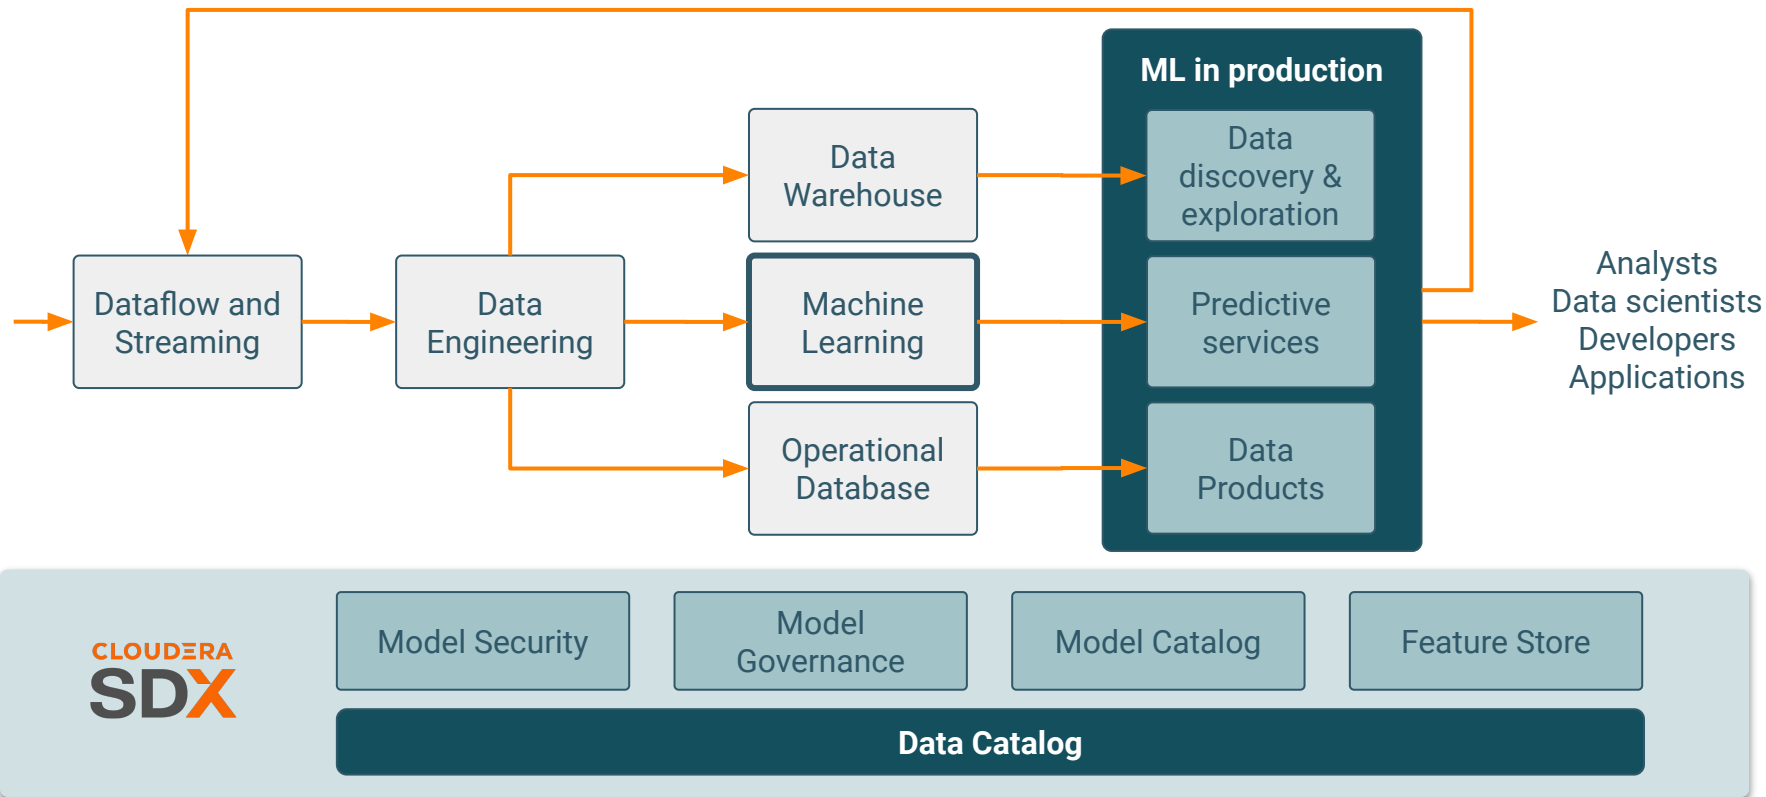 ML in production
Data
Warehouse
Data
discovery &
exploration
Dataflow and
Streaming
Data
Engineering
Machine
Learning
Predictive
services
Analysts
Data scientists
Developers
Applications
Operational
Database
Data
Products
CLOUDERA
SDX
Model Security
Model
Governance
Model Catalog
Feature Store
Data Catalog